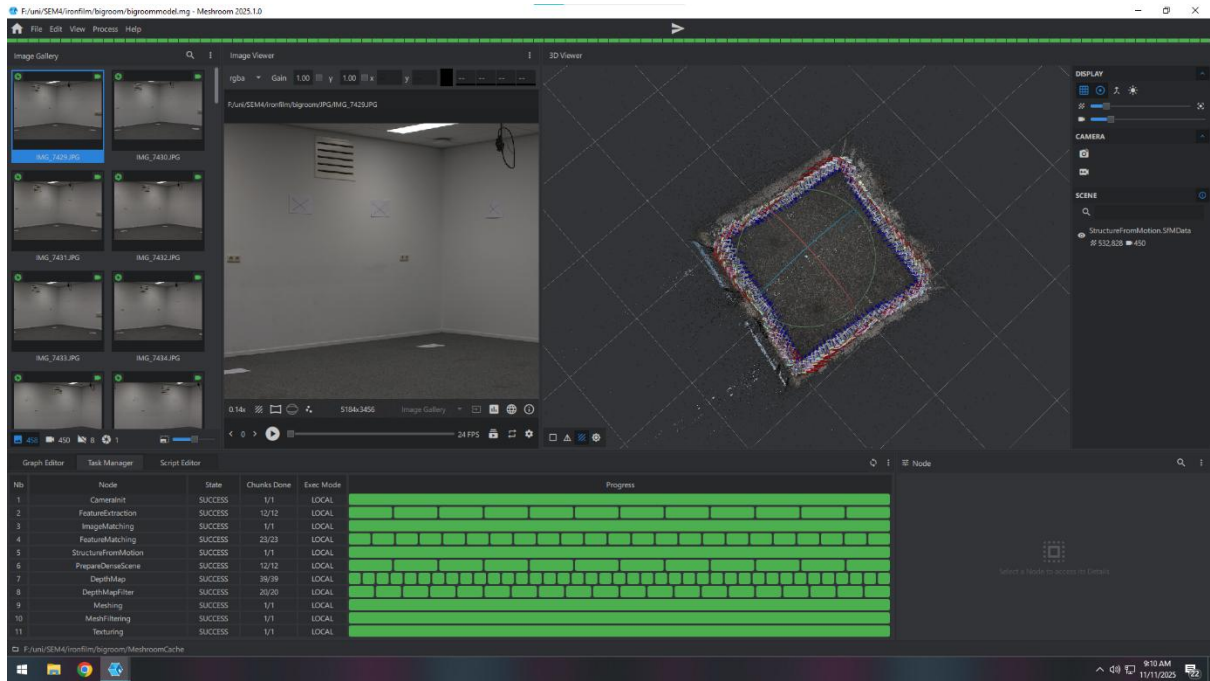 F:/uni/SEM4/ironfilm/bigroom/bigroommodel.mg - Meshroom 2025.1.0
File Edit View Process Help
Image Gallery
IMG_7429.JPG
IMG_7430.JPG
IMG_7431.JPG
IMG_7432.JPG
IMG_7433.JPG
IMG_7434.JPG
450 450 8 1
Image Viewer
rgba Gain 1.00 γ 1.00 x y -- -- -- --
F:/uni/SEM4/ironfilm/bigroom/JPG/IMG_7429.JPG
0.14x 5184x3456 Image Gallery
0 24 FPS
3D Viewer
DISPLAY
CAMERA
SCENE
StructureFromMotion.SfMData
532,828 450
Graph Editor Task Manager Script Editor
Nb Node State Chunks Done Exec Mode Progress
1 CameraInit SUCCESS 1/1 LOCAL
2 FeatureExtraction SUCCESS 12/12 LOCAL
3 ImageMatching SUCCESS 1/1 LOCAL
4 FeatureMatching SUCCESS 23/23 LOCAL
5 StructureFromMotion SUCCESS 1/1 LOCAL
6 PrepareDenseScene SUCCESS 12/12 LOCAL
7 DepthMap SUCCESS 39/39 LOCAL
8 DepthMapFilter SUCCESS 20/20 LOCAL
9 Meshing SUCCESS 1/1 LOCAL
10 MeshFiltering SUCCESS 1/1 LOCAL
11 Texturing SUCCESS 1/1 LOCAL
Node
Select a Node to access its Details
F:/uni/SEM4/ironfilm/bigroom/MeshroomCache
9:10 AM
11/11/2025
22